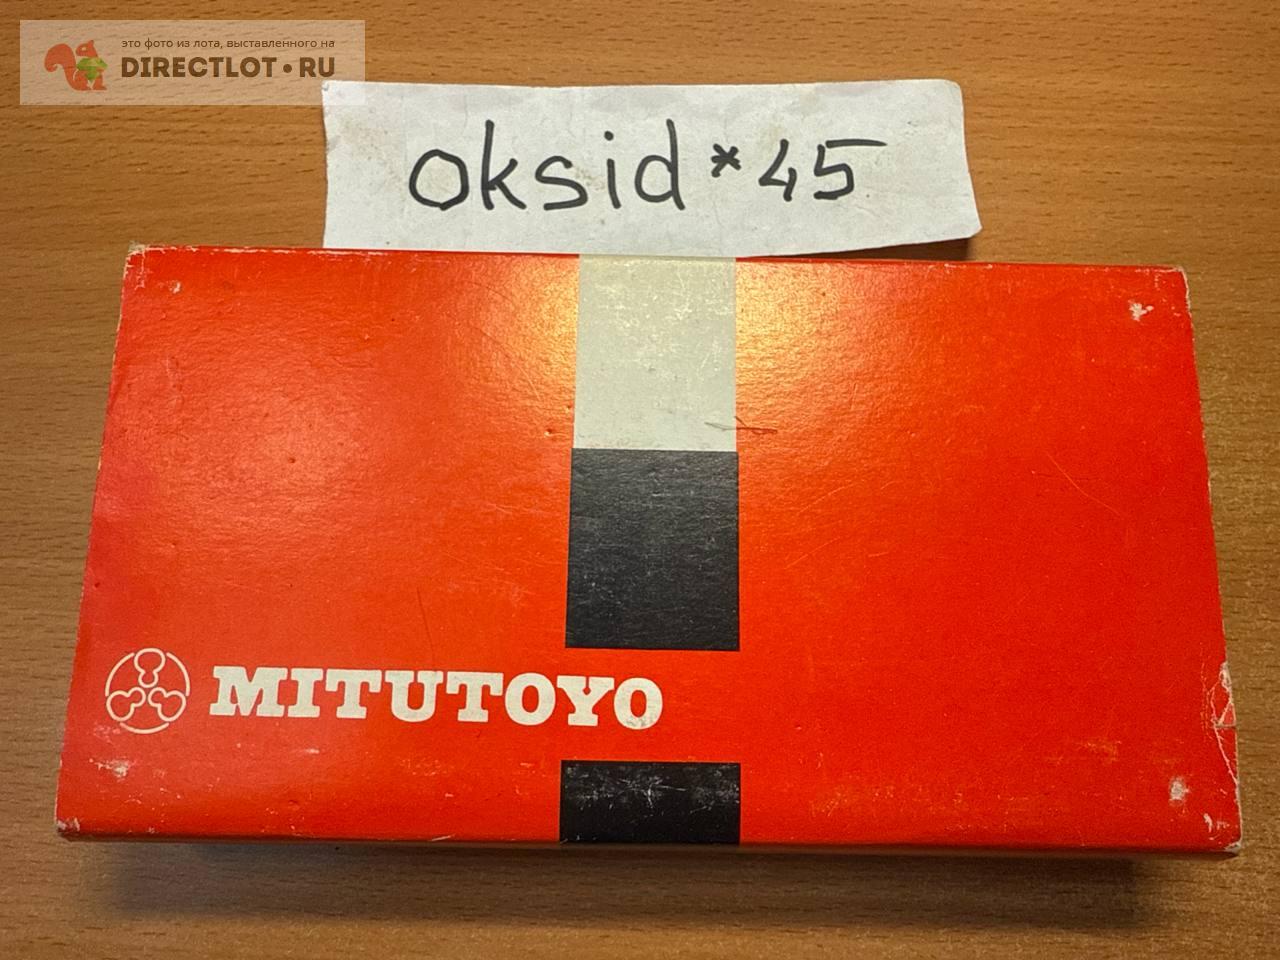 это фото из лота, выставленного на
DIRECTLOT•RU
oksid*45
MITUTOYO